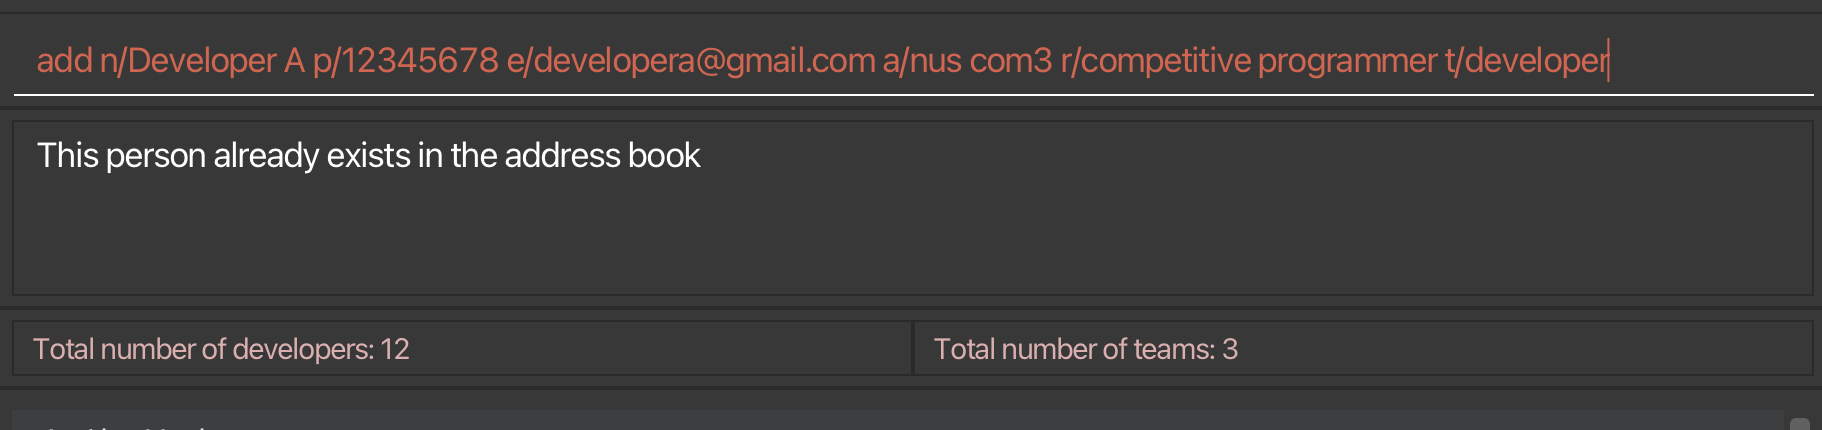 add n/Developer A p/12345678 e/developera@gmail.com a/nus com3 r/competitive programmer t/developer
This person already exists in the address book
Total number of developers: 12
Total number of teams: 3